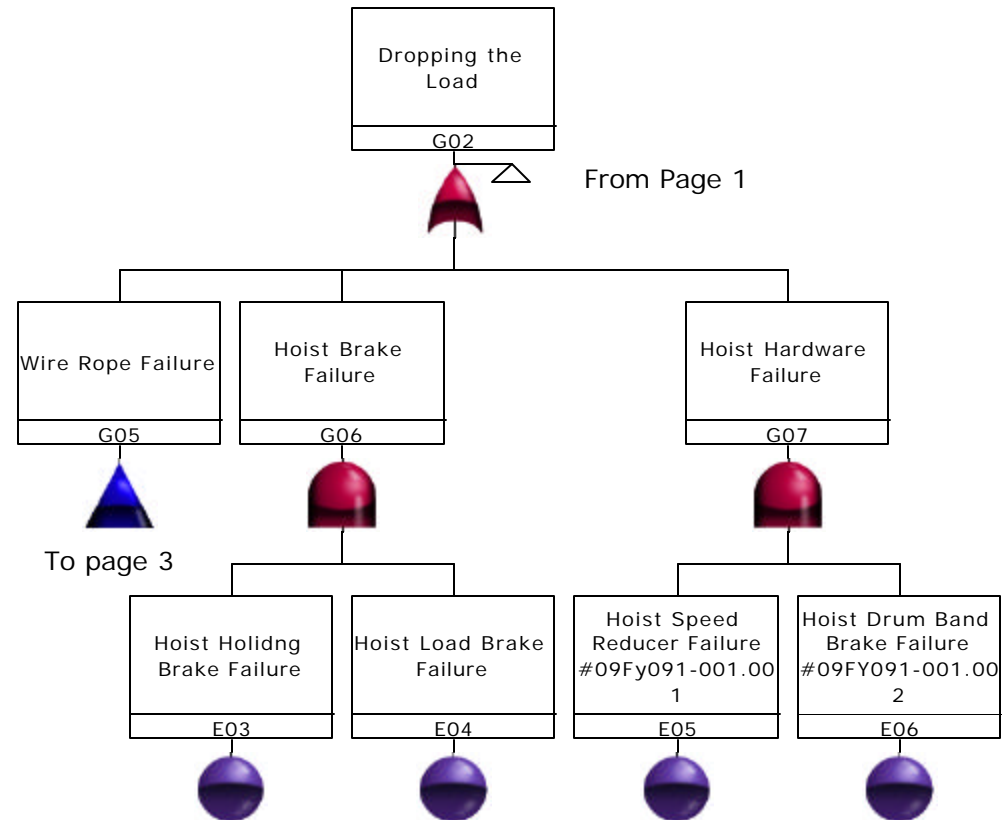 Dropping the
Load
G02
From Page 1
Wire Rope Failure
G05
To page 3
Hoist Brake
Failure
G06
Hoist Hardware
Failure
G07
Hoist Holidng
Brake Failure
E03
Hoist Load Brake
Failure
E04
Hoist Speed
Reducer Failure
#09Fy091-001.00
1
E05
Hoist Drum Band
Brake Failure
#09FY091-001.00
2
E06